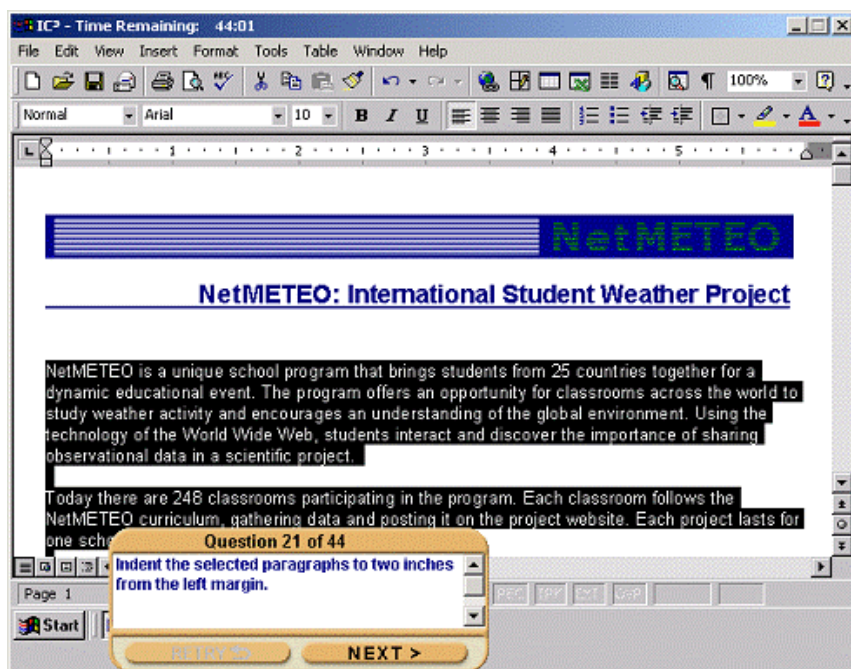 IC³ - Time Remaining: 44:01
File Edit View Insert Format Tools Table Window Help
100%
Normal Arial 10 B I U A
1 2 3 4 5
NetMETEO
NetMETEO: International Student Weather Project
NetMETEO is a unique school program that brings students from 25 countries together for a
dynamic educational event. The program offers an opportunity for classrooms across the world to
study weather activity and encourages an understanding of the global environment. Using the
technology of the World Wide Web, students interact and discover the importance of sharing
observational data in a scientific project.
Today there are 248 classrooms participating in the program. Each classroom follows the
NetMETEO curriculum, gathering data and posting it on the project website. Each project lasts for
one
Question 21 of 44
Indent the selected paragraphs to two inches
from the left margin.
Page 1 REC TRK EXT OVR
Start
RETRY NEXT >